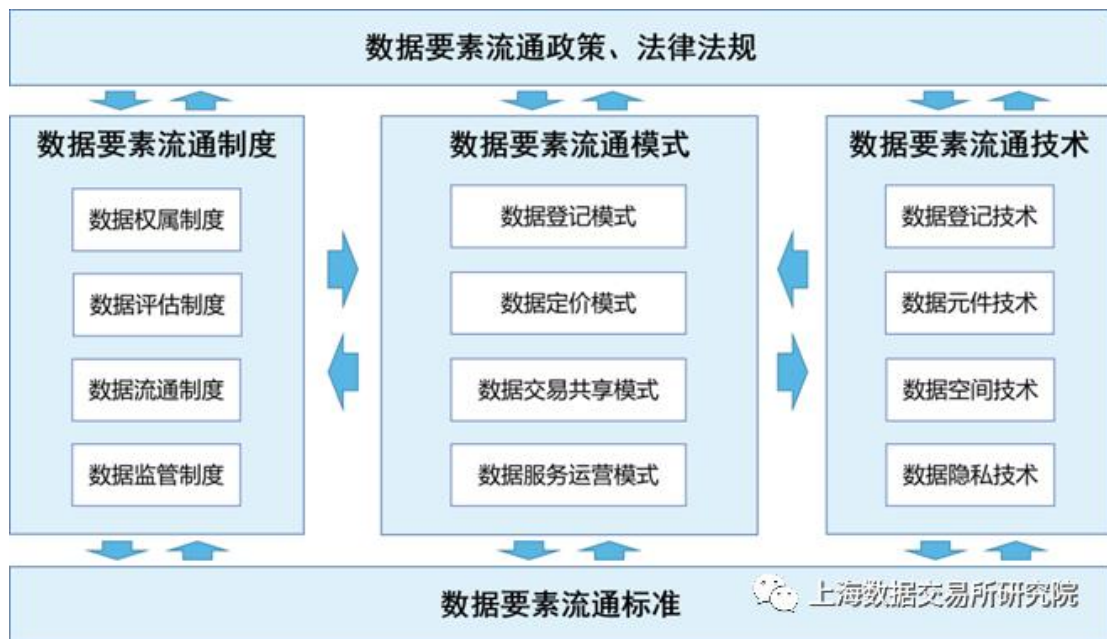 数据要素流通政策、法律法规
数据要素流通制度
数据权属制度
数据评估制度
数据流通制度
数据监管制度
数据要素流通模式
数据登记模式
数据定价模式
数据交易共享模式
数据服务运营模式
数据要素流通技术
数据登记技术
数据元件技术
数据空间技术
数据隐私技术
数据要素流通标准
上海数据交易所研究院